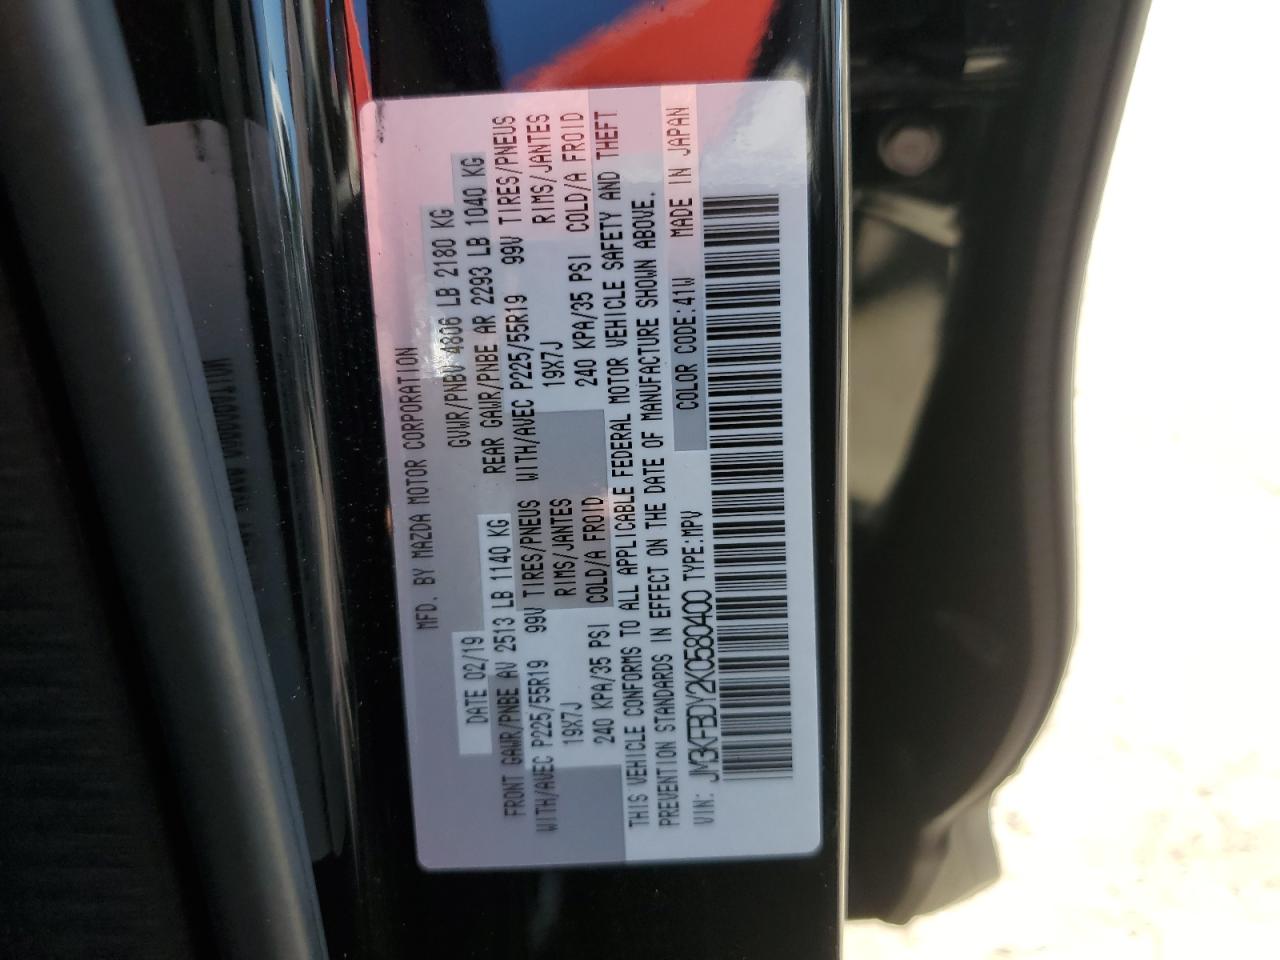 MFD. BY MAZDA MOTOR CORPORATION
DATE 02/19 GVWR/PNBV 4806 LB 2180 KG
FRONT GAWR/PNBE AV 2513 LB 1140 KG REAR GAWR/PNBE AR 2293 LB 1040 KG
WITH/AVEC P225/55R19 99V TIRES/PNEUS WITH/AVEC P225/55R19 99V TIRES/PNEUS
19X7J RIMS/JANTES 19X7J RIMS/JANTES
240 KPA/35 PSI COLD/A FROID 240 KPA/35 PSI COLD/A FROID
THIS VEHICLE CONFORMS TO ALL APPLICABLE FEDERAL MOTOR VEHICLE SAFETY AND THEFT
PREVENTION STANDARDS IN EFFECT ON THE DATE OF MANUFACTURE SHOWN ABOVE.
VIN: JM3KFBDY2K0580400 TYPE:MPV COLOR CODE:41W MADE IN JAPAN